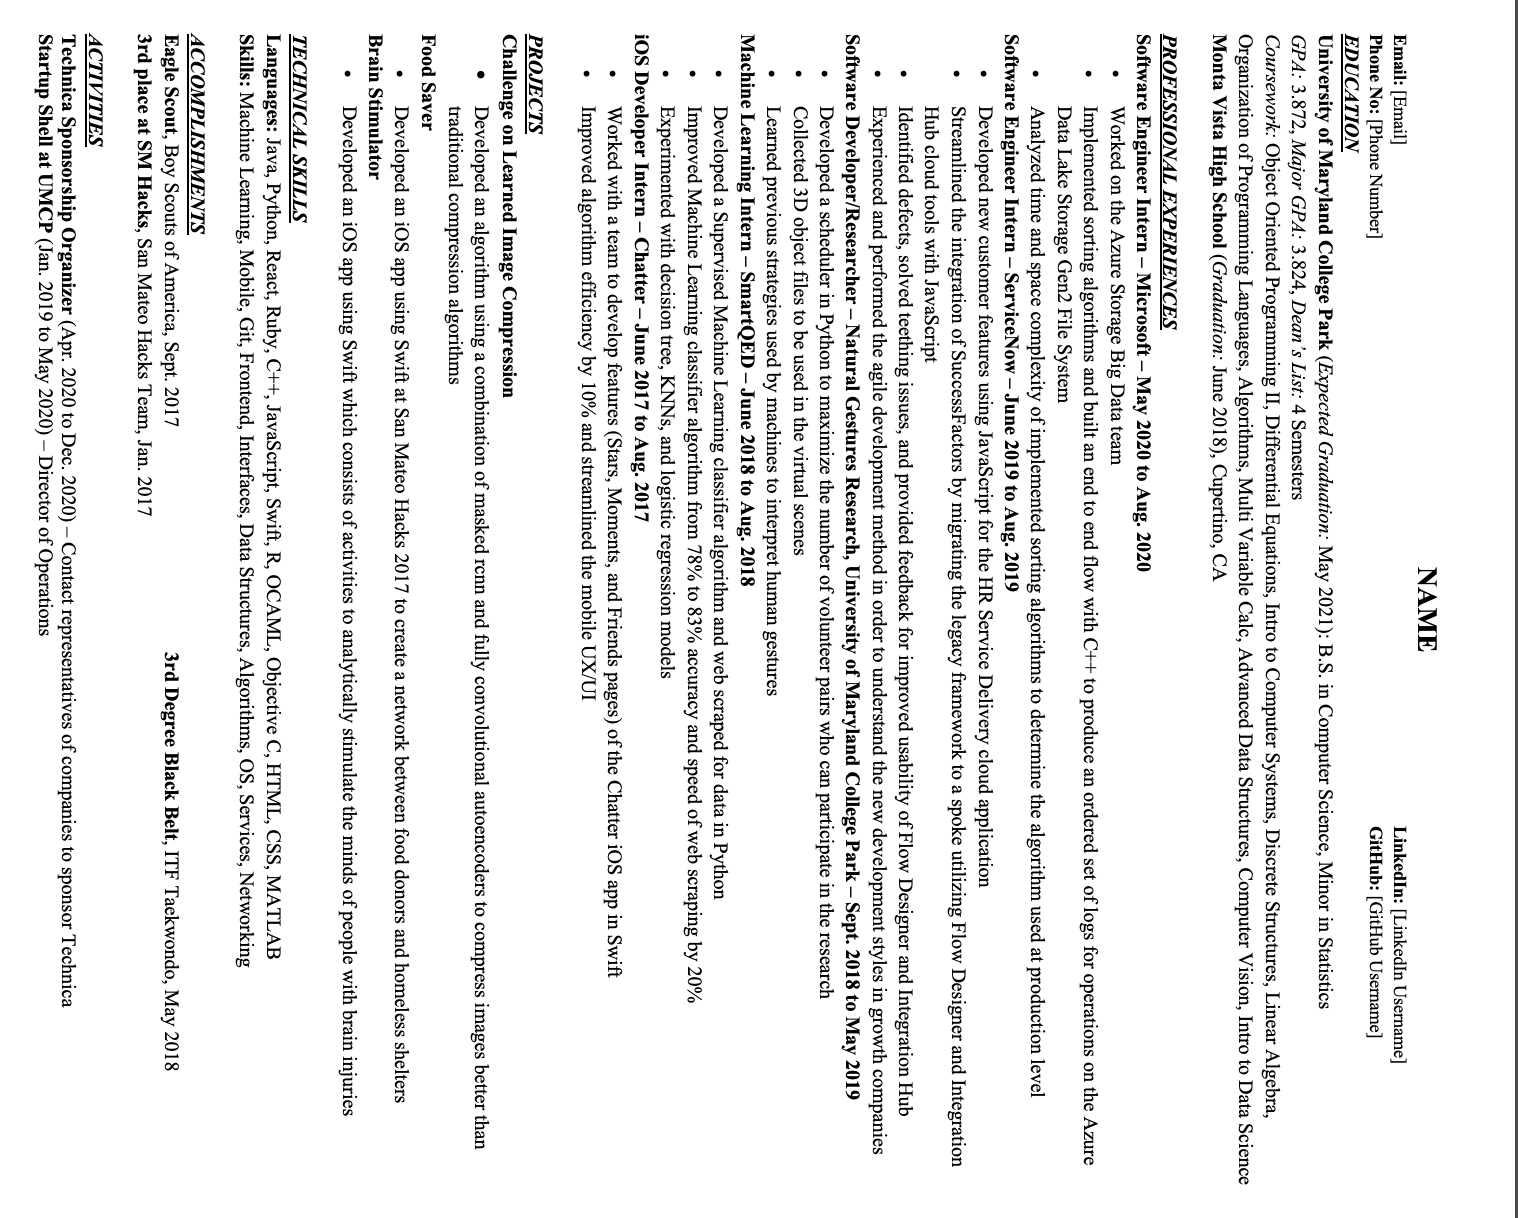 NAME
Email: [Email] LinkedIn: [LinkedIn Username]
Phone No: [Phone Number] GitHub: [GitHub Username]
EDUCATION
University of Maryland College Park (Expected Graduation: May 2021): B.S. in Computer Science, Minor in Statistics
GPA: 3.872, Major GPA: 3.824, Dean's List: 4 Semesters
Coursework: Object Oriented Programming II, Differential Equations, Intro to Computer Systems, Discrete Structures, Linear Algebra,
Organization of Programming Languages, Algorithms, Multi Variable Calc, Advanced Data Structures, Computer Vision, Intro to Data Science
Monta Vista High School (Graduation: June 2018), Cupertino, CA
PROFESSIONAL EXPERIENCES
Software Engineer Intern – Microsoft – May 2020 to Aug. 2020
• Worked on the Azure Storage Big Data team
• Implemented sorting algorithms and built an end to end flow with C++ to produce an ordered set of logs for operations on the Azure
Data Lake Storage Gen2 File System
• Analyzed time and space complexity of implemented sorting algorithms to determine the algorithm used at production level
Software Engineer Intern – ServiceNow – June 2019 to Aug. 2019
• Developed new customer features using JavaScript for the HR Service Delivery cloud application
• Streamlined the integration of SuccessFactors by migrating the legacy framework to a spoke utilizing Flow Designer and Integration
Hub cloud tools with JavaScript
• Identified defects, solved teething issues, and provided feedback for improved usability of Flow Designer and Integration Hub
• Experienced and performed the agile development method in order to understand the new development styles in growth companies
Software Developer/Researcher – Natural Gestures Research, University of Maryland College Park – Sept. 2018 to May 2019
• Developed a scheduler in Python to maximize the number of volunteer pairs who can participate in the research
• Collected 3D object files to be used in the virtual scenes
• Learned previous strategies used by machines to interpret human gestures
Machine Learning Intern – SmartQED – June 2018 to Aug. 2018
• Developed a Supervised Machine Learning classifier algorithm and web scraped for data in Python
• Improved Machine Learning classifier algorithm from 78% to 83% accuracy and speed of web scraping by 20%
• Experimented with decision tree, KNNs, and logistic regression models
iOS Developer Intern – Chatter – June 2017 to Aug. 2017
• Worked with a team to develop features (Stars, Moments, and Friends pages) of the Chatter iOS app in Swift
• Improved algorithm efficiency by 10% and streamlined the mobile UX/UI
PROJECTS
Challenge on Learned Image Compression
• Developed an algorithm using a combination of masked rcnn and fully convolutional autoencoders to compress images better than
traditional compression algorithms
Food Saver
• Developed an iOS app using Swift at San Mateo Hacks 2017 to create a network between food donors and homeless shelters
Brain Stimulator
• Developed an iOS app using Swift which consists of activities to analytically stimulate the minds of people with brain injuries
TECHNICAL SKILLS
Languages: Java, Python, React, Ruby, C++, JavaScript, Swift, R, OCAML, Objective C, HTML, CSS, MATLAB
Skills: Machine Learning, Mobile, Git, Frontend, Interfaces, Data Structures, Algorithms, OS, Services, Networking
ACCOMPLISHMENTS
Eagle Scout, Boy Scouts of America, Sept. 2017 3rd Degree Black Belt, ITF Taekwondo, May 2018
3rd place at SM Hacks, San Mateo Hacks Team, Jan. 2017
ACTIVITIES
Technica Sponsorship Organizer (Apr. 2020 to Dec. 2020) – Contact representatives of companies to sponsor Technica
Startup Shell at UMCP (Jan. 2019 to May 2020) – Director of Operations